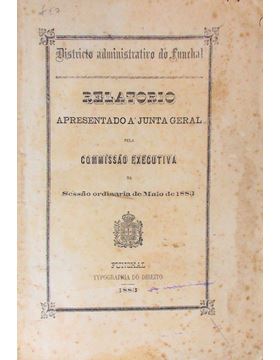 Districto administrativo do Funchal
RELATORIO
APRESENTADO A' JUNTA GERAL
PELA
COMMISSÃO EXECUTIVA
NA
Sessão ordinaria de Maio de 1883
FUNCHAL
TYPOGRAPHIA DO DIREITO
1883